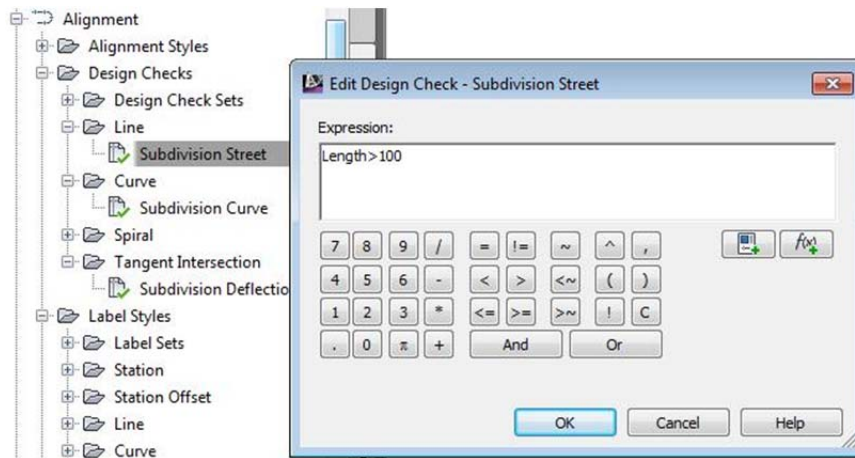 Alignment
Alignment Styles
Design Checks
Design Check Sets
Line
Subdivision Street
Curve
Subdivision Curve
Spiral
Tangent Intersection
Subdivision Deflectio
Label Styles
Label Sets
Station
Station Offset
Line
Curve
Edit Design Check - Subdivision Street
Expression:
Length>100
7 8 9 / = != ~ ^ , f(x)
4 5 6 - < > <~ ( )
1 2 3 * <= >= >~ ! C
. 0 π + And Or
OK Cancel Help